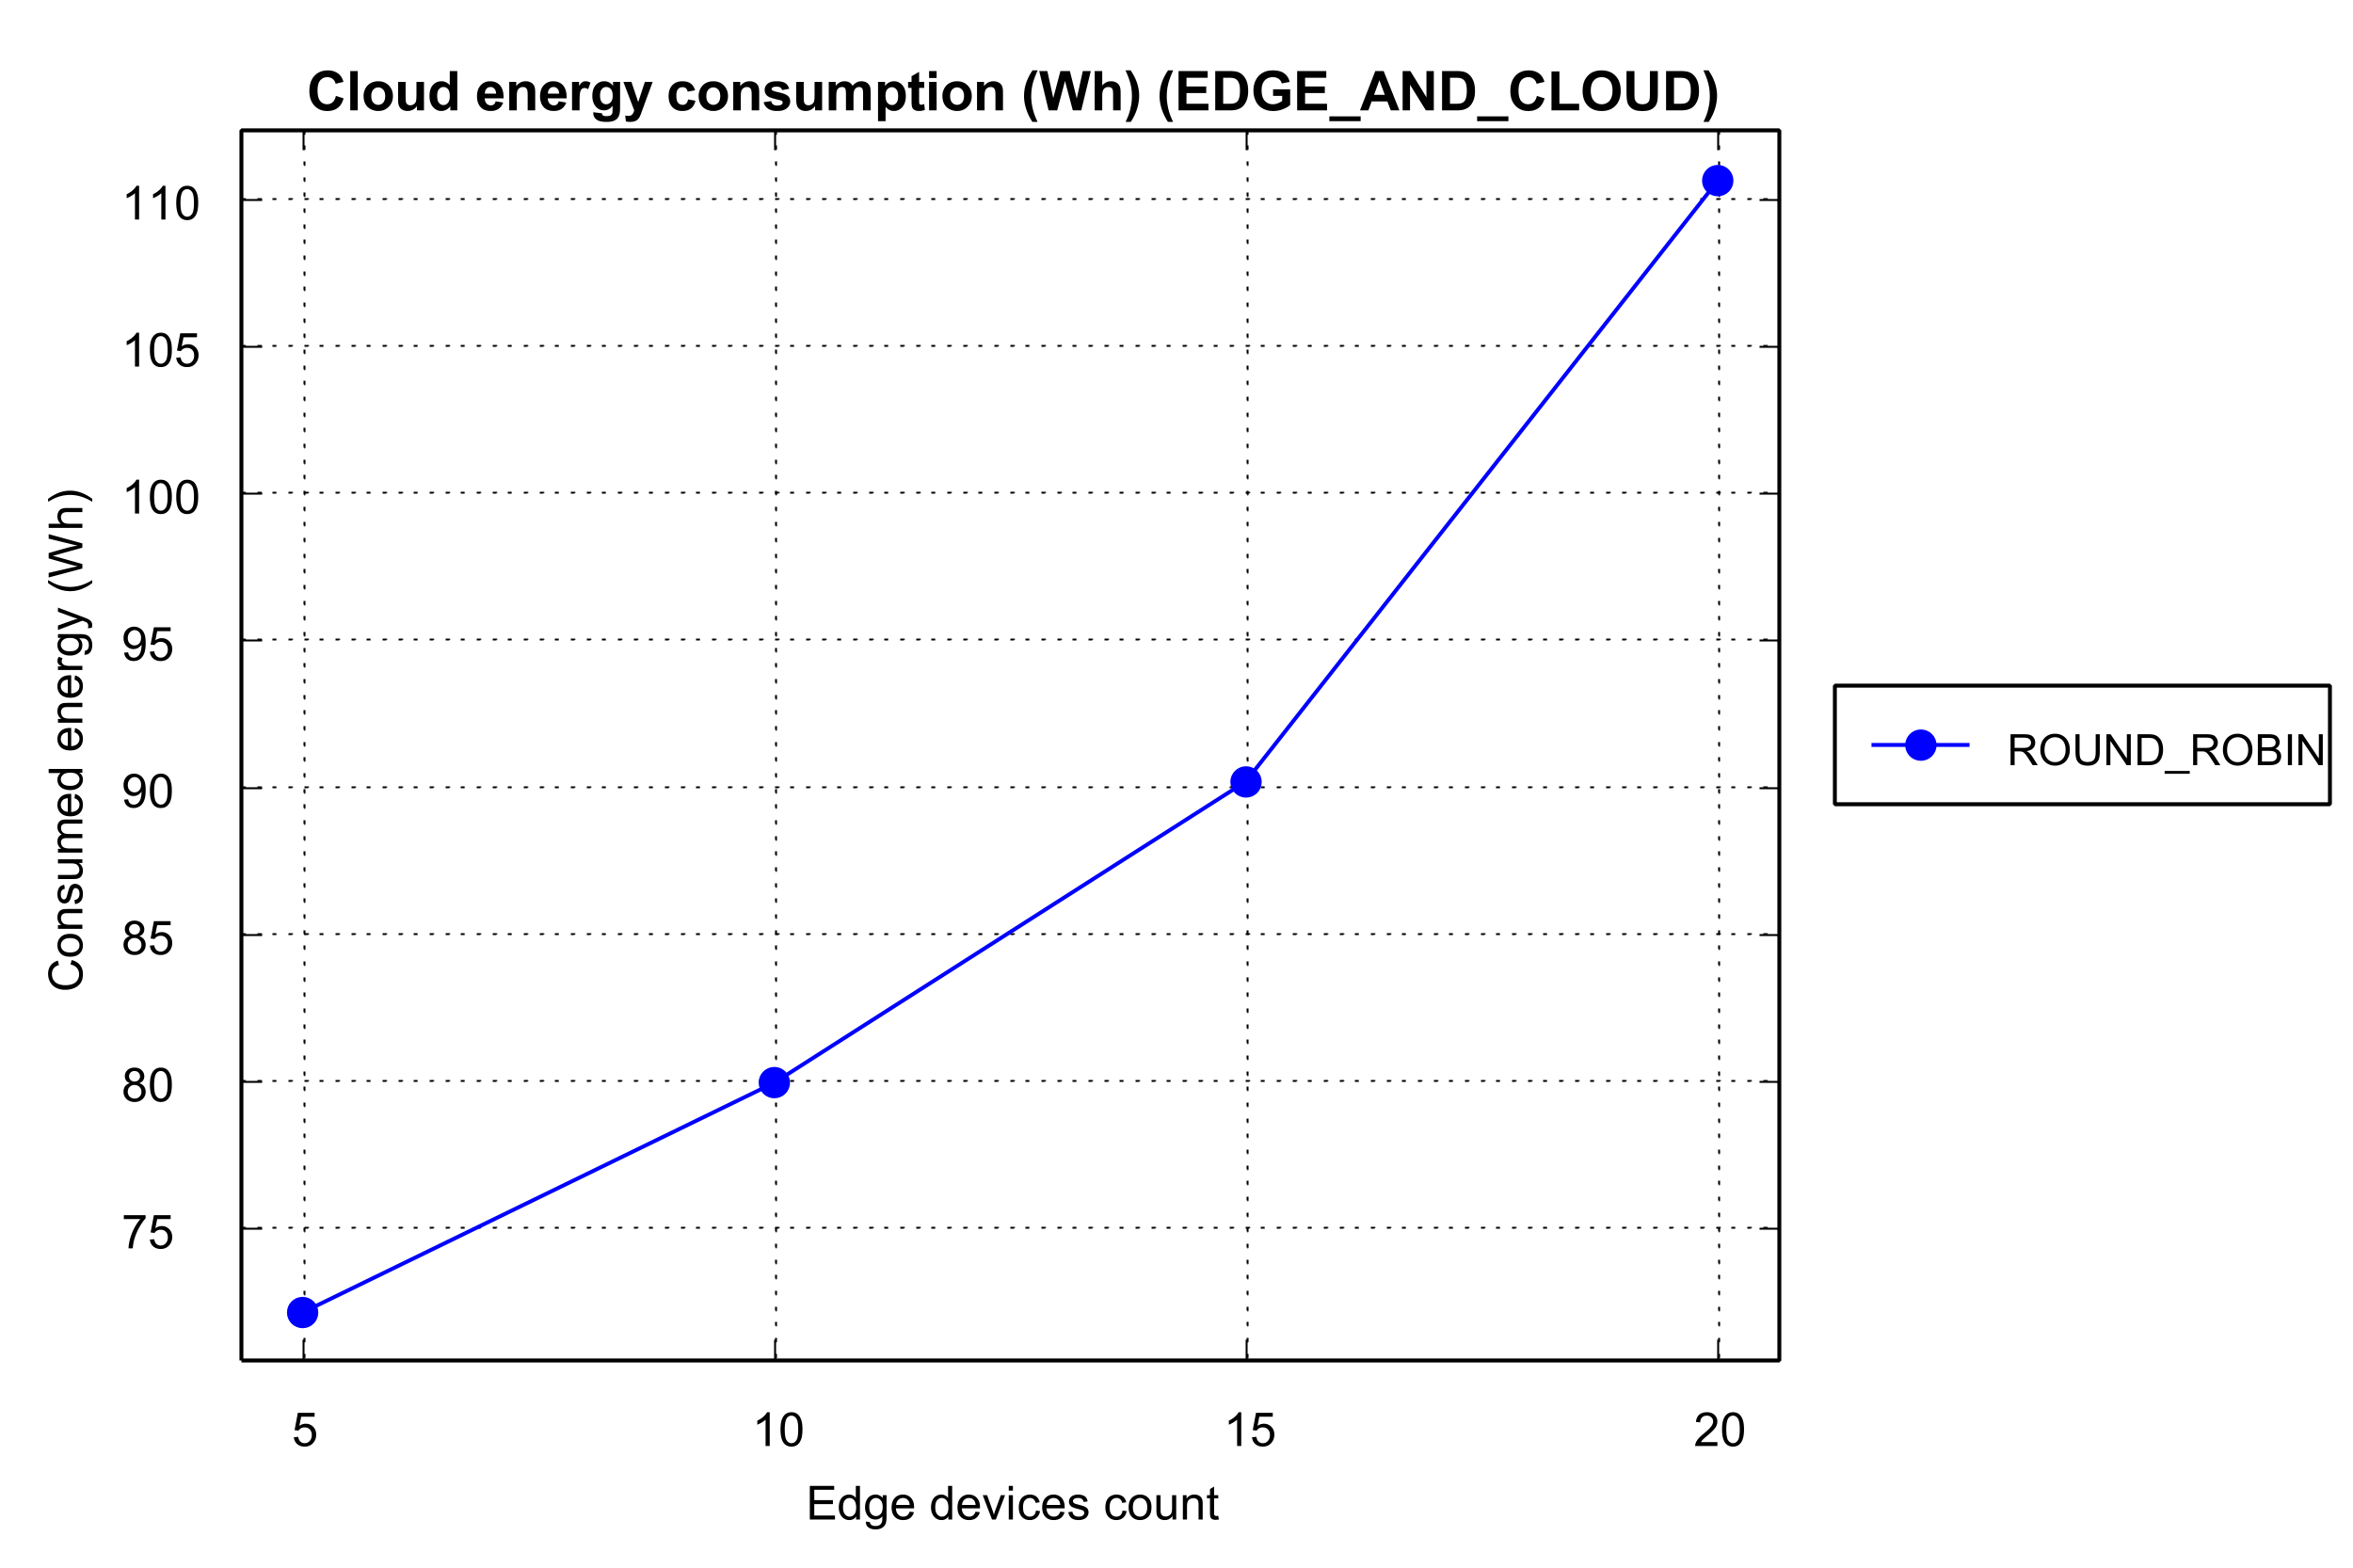 Cloud energy consumption (Wh) (EDGE_AND_CLOUD)
110
105
100
95
90
85
80
75
Consumed energy (Wh)
ROUND_ROBIN
5 10 15 20
Edge devices count